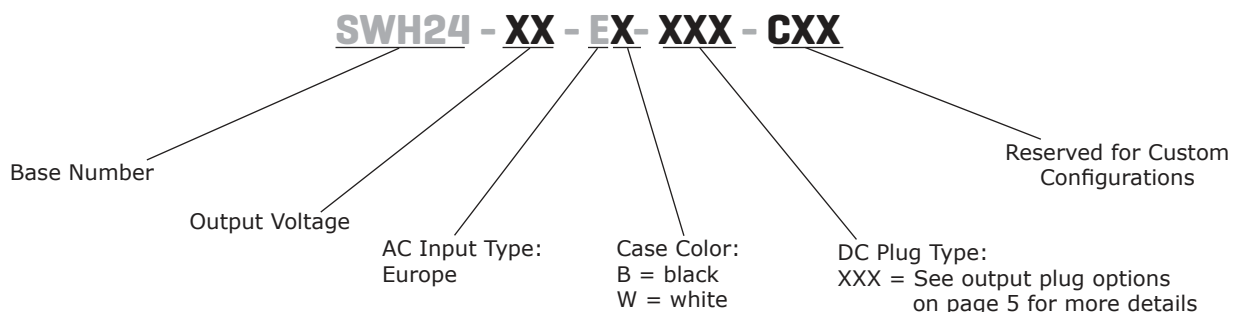 SWH24 - XX - EX- XXX - CXX
Base Number
Output Voltage
AC Input Type:
Europe
Case Color:
B = black
W = white
DC Plug Type:
XXX = See output plug options
on page 5 for more details
Reserved for Custom
Configurations